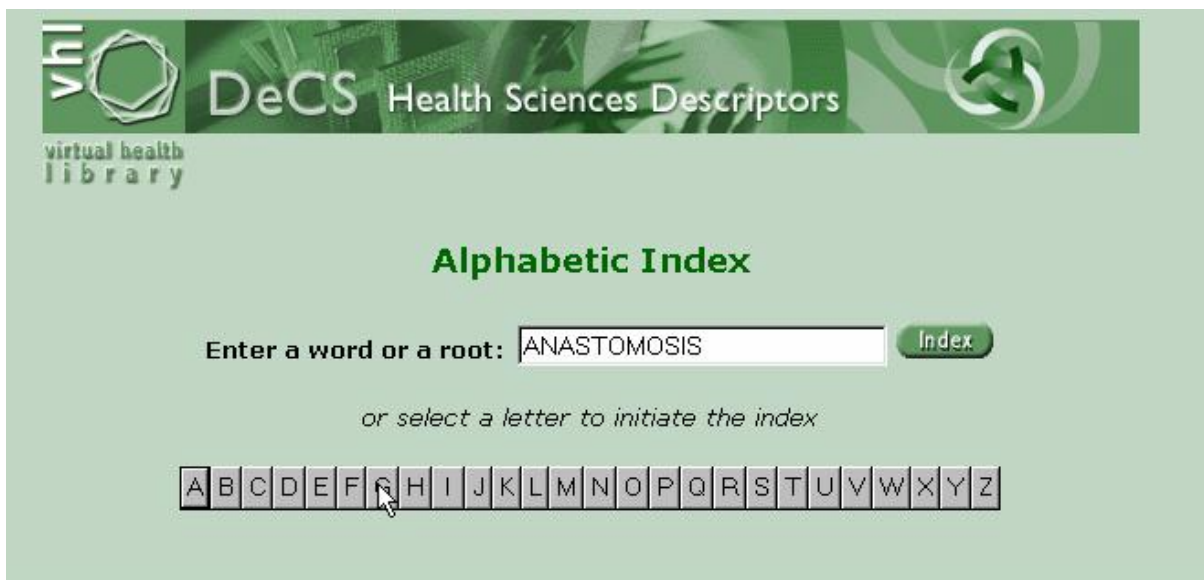 vhl
DeCS Health Sciences Descriptors
virtual health
library
Alphabetic Index
Enter a word or a root: ANASTOMOSIS Index
or select a letter to initiate the index
A B C D E F G H I J K L M N O P Q R S T U V W X Y Z